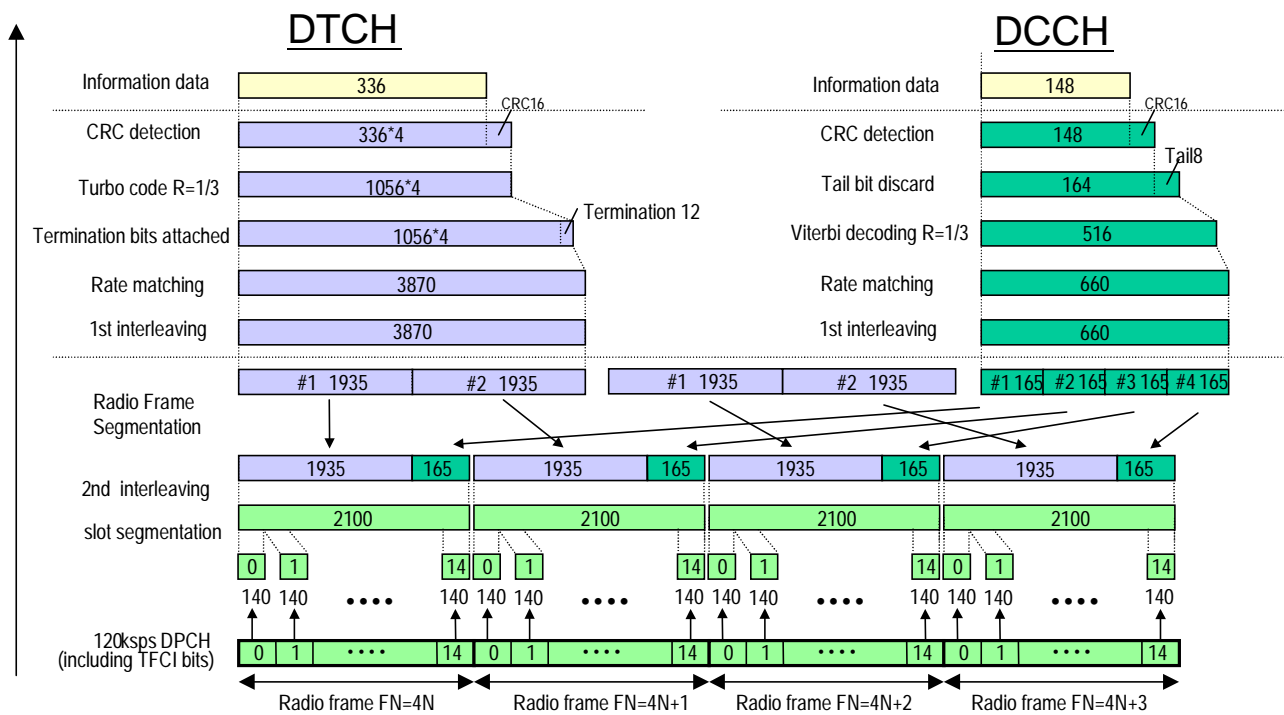 DTCH DCCH
Information data 336 Information data 148
CRC16 CRC16
CRC detection 336*4 CRC detection 148
Tail8
Turbo code R=1/3 1056*4 Tail bit discard 164
Termination 12
Termination bits attached 1056*4 Viterbi decoding R=1/3 516
Rate matching 3870 Rate matching 660
1st interleaving 3870 1st interleaving 660
#1 1935 #2 1935 #1 1935 #2 1935 #1 165 #2 165 #3 165 #4 165
Radio Frame
Segmentation
1935 165 1935 165 1935 165 1935 165
2nd interleaving
2100 2100 2100 2100
slot segmentation
0 1 14 0 1 14 0 1 14 0 1 14
140 140 •••• 140 140 140 •••• 140 140 140 •••• 140 140 140 •••• 140
120ksps DPCH
(including TFCI bits)
0 1 •••• 14 0 1 •••• 14 0 1 •••• 14 0 1 •••• 14
Radio frame FN=4N Radio frame FN=4N+1 Radio frame FN=4N+2 Radio frame FN=4N+3